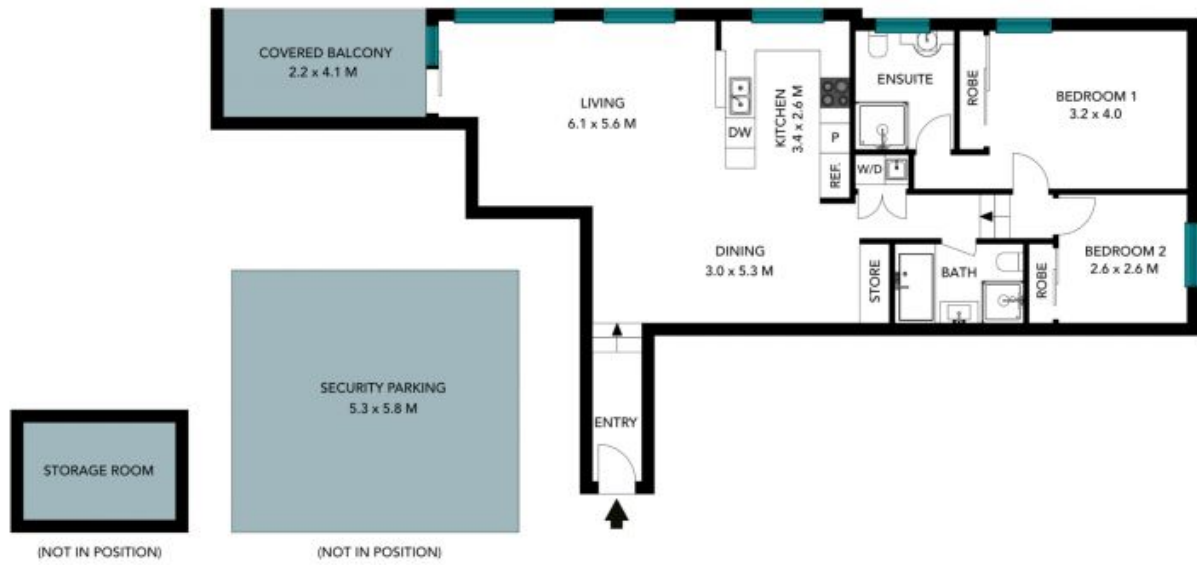 COVERED BALCONY
2.2 x 4.1 M
LIVING
6.1 x 5.6 M
DW
KITCHEN
3.4 x 2.6 M
P
REF.
ENSUITE
ROBE
BEDROOM 1
3.2 x 4.0
W/D
DINING
3.0 x 5.3 M
STORE
BATH
ROBE
BEDROOM 2
2.6 x 2.6 M
ENTRY
SECURITY PARKING
5.3 x 5.8 M
(NOT IN POSITION)
STORAGE ROOM
(NOT IN POSITION)